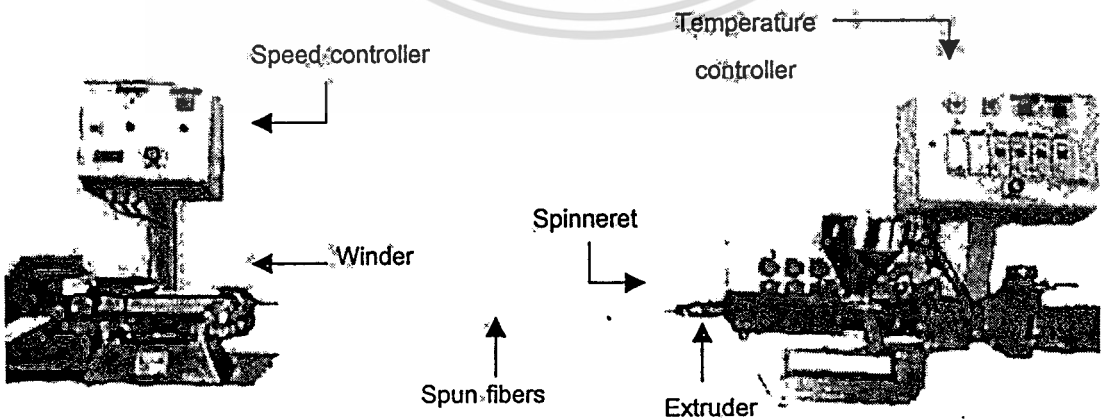 Temperature
controller
Speed controller
Spinneret
Winder
Spun fibers
Extruder